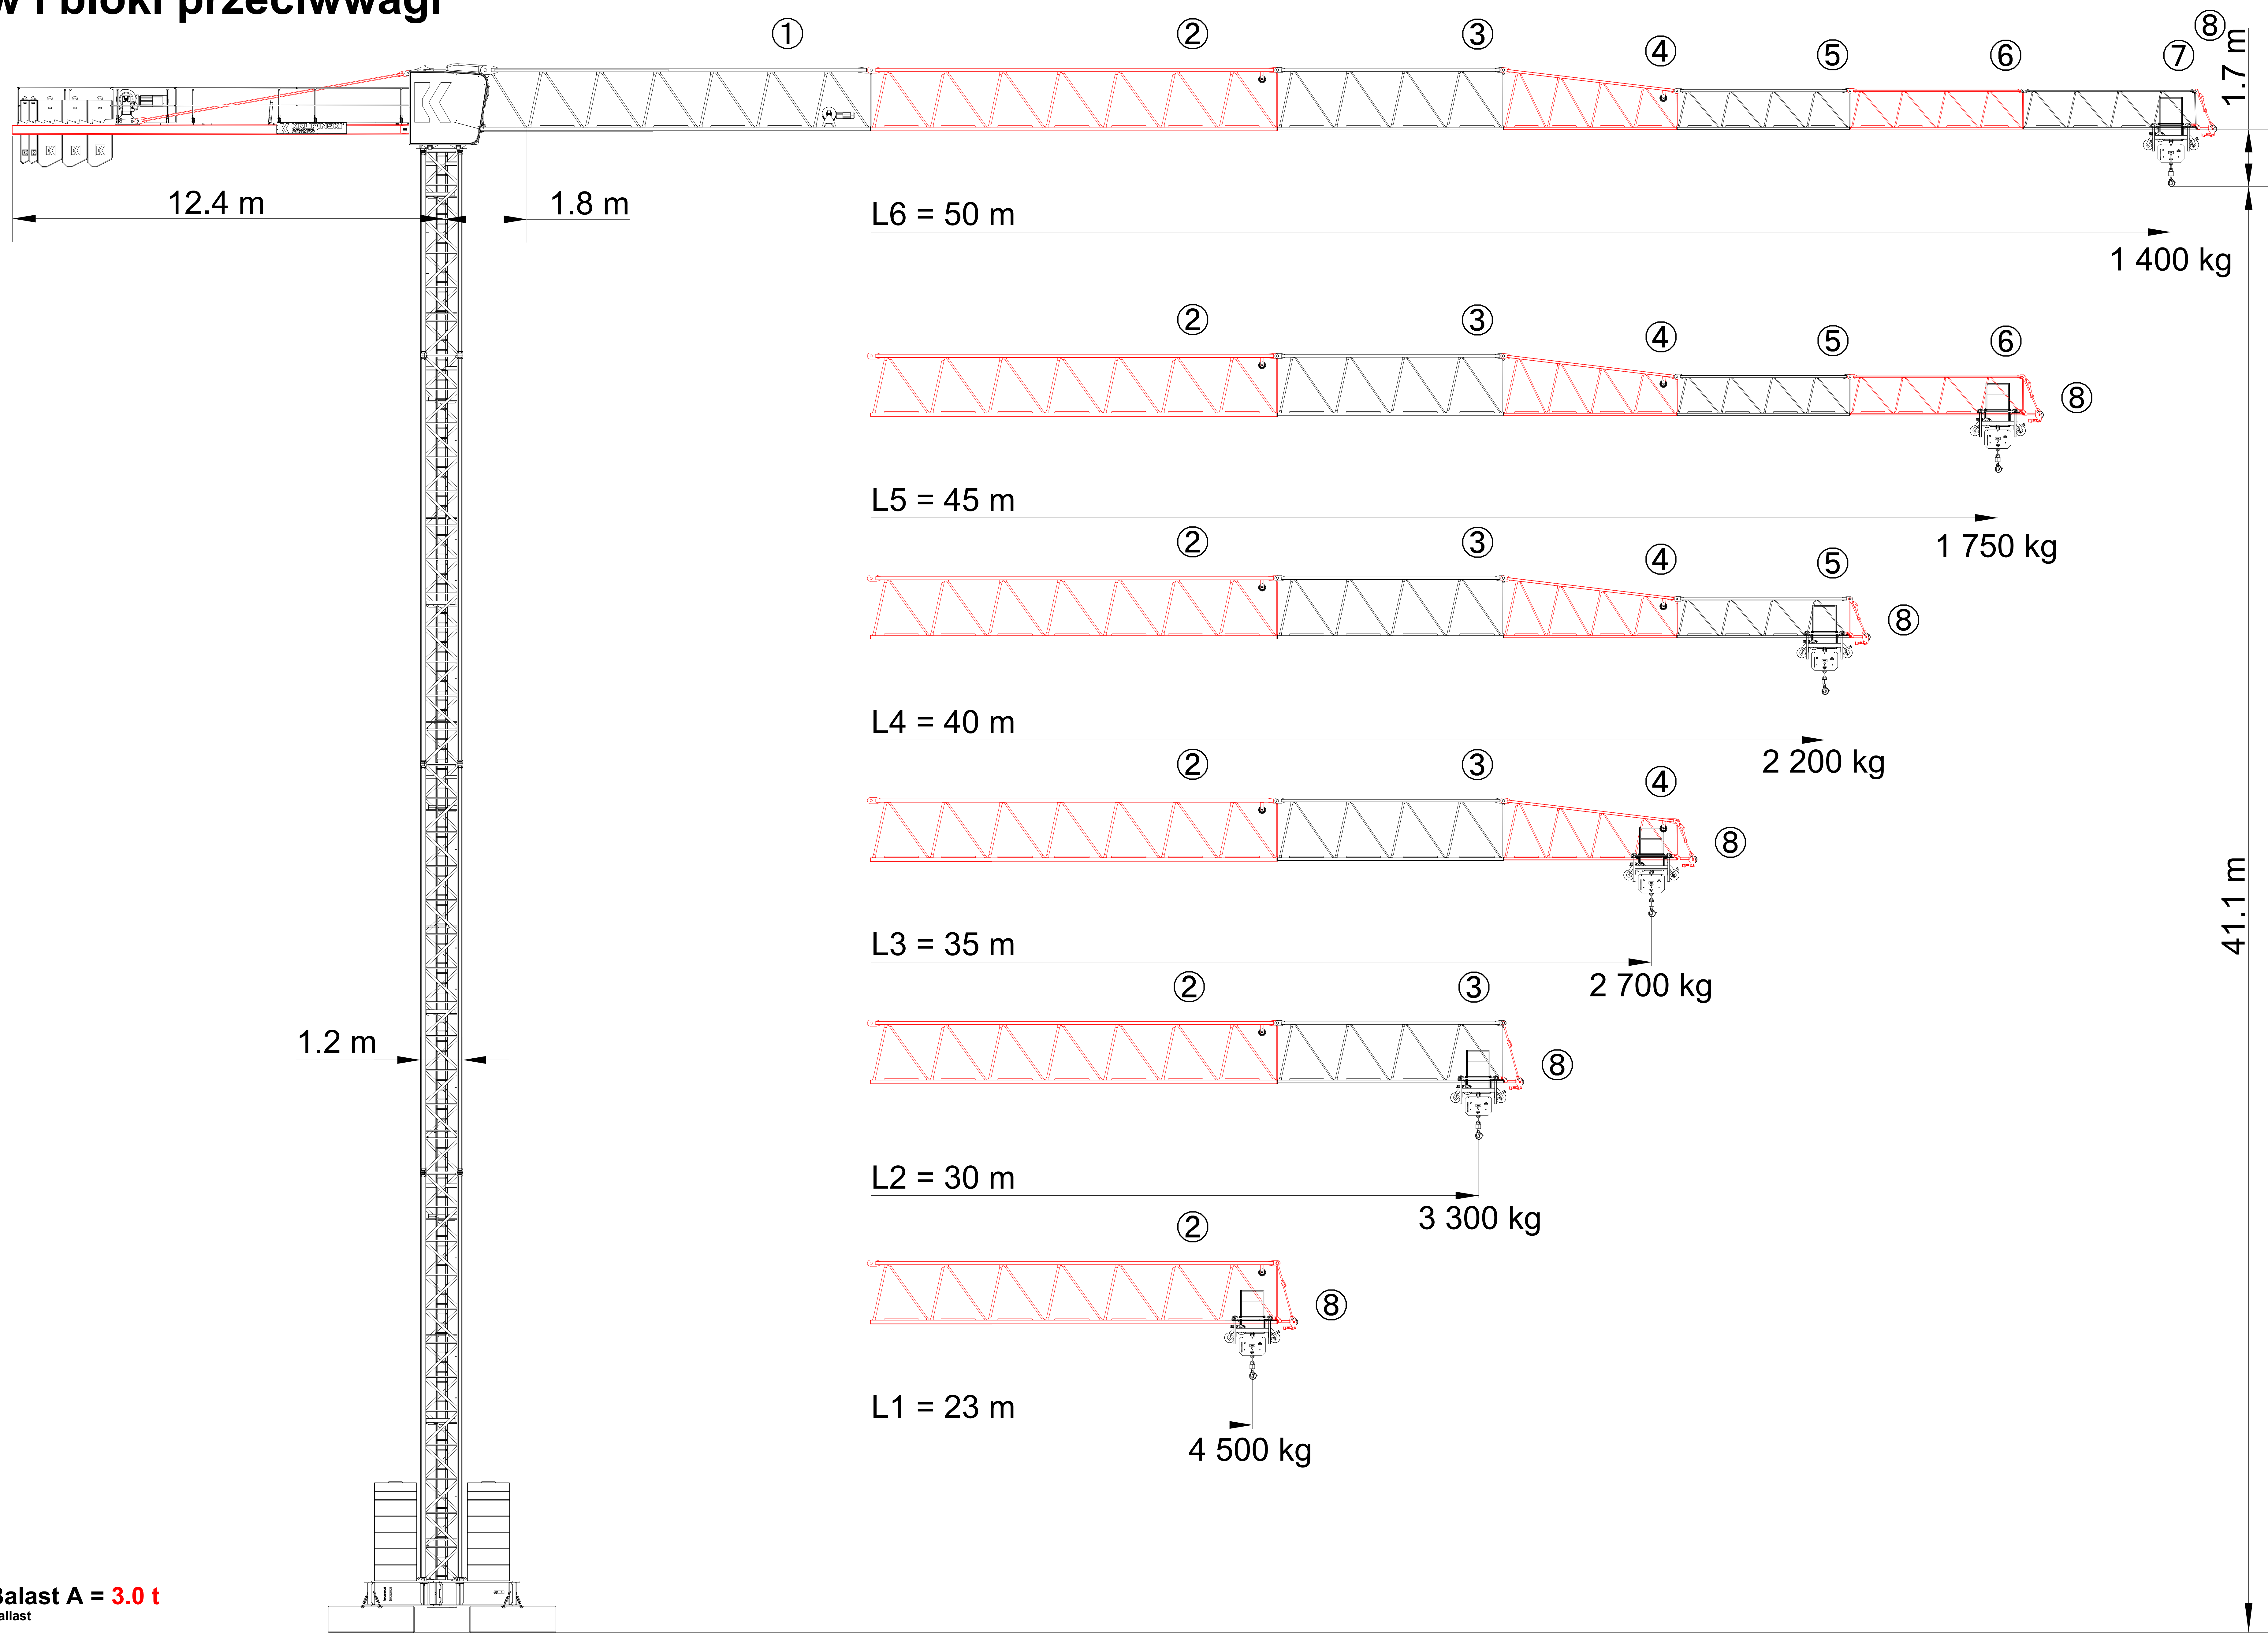 w i bloki przeciwwagi
① ② ③ ④ ⑤ ⑥ ⑦ ⑧
1.7 m
12.4 m
1.8 m
L6 = 50 m
1 400 kg
② ③ ④ ⑤ ⑥ ⑧
L5 = 45 m
1 750 kg
② ③ ④ ⑤ ⑧
L4 = 40 m
2 200 kg
② ③ ④ ⑧
L3 = 35 m
2 700 kg
41.1 m
② ③ ⑧
1.2 m
L2 = 30 m
3 300 kg
② ⑧
L1 = 23 m
4 500 kg
Balast A = 3.0 t
allast